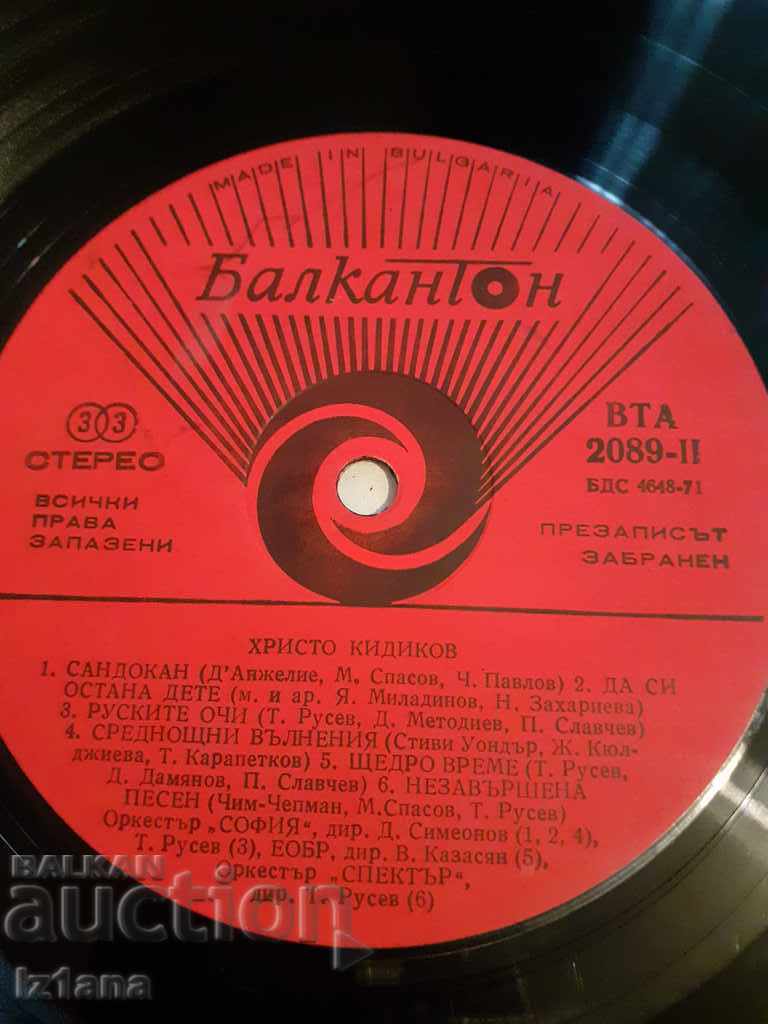 MADE IN BULGARIA
Балкантон
33
СТЕРЕО
ВСИЧКИ
ПРАВА
ЗАПАЗЕНИ
ВТА
2089-II
БДС 4648-71
ПРЕЗАПИСЪТ
ЗАБРАНЕН
ХРИСТО КИДИКОВ
1. САНДОКАН (Д'Анжелие, М. Спасов, Ч. Павлов) 2. ДА СИ
ОСТАНА ДЕТЕ (м. и ар. Я. Миладинов, Н. Захариева)
3. РУСКИТЕ ОЧИ (Т. Русев, Д. Методиев, П. Славчев)
4. СРЕДНОЩНИ ВЪЛНЕНИЯ (Стиви Уондър, Ж. Кюл-
джиева, Т. Карапетков) 5. ЩЕДРО ВРЕМЕ (Т. Русев,
Д. Дамянов, П. Славчев) 6. НЕЗАВЪРШЕНА
ПЕСЕН (Чим-Чепман, М. Спасов, Т. Русев)
Оркестър „СОФИЯ“, дир. Д. Симеонов (1, 2, 4),
Т. Русев (3), ЕОБР, дир. В. Казасян (5),
оркестър „СПЕКТЪР“,
дир. Т. Русев (6)
BALKAN
auction
iz1ana